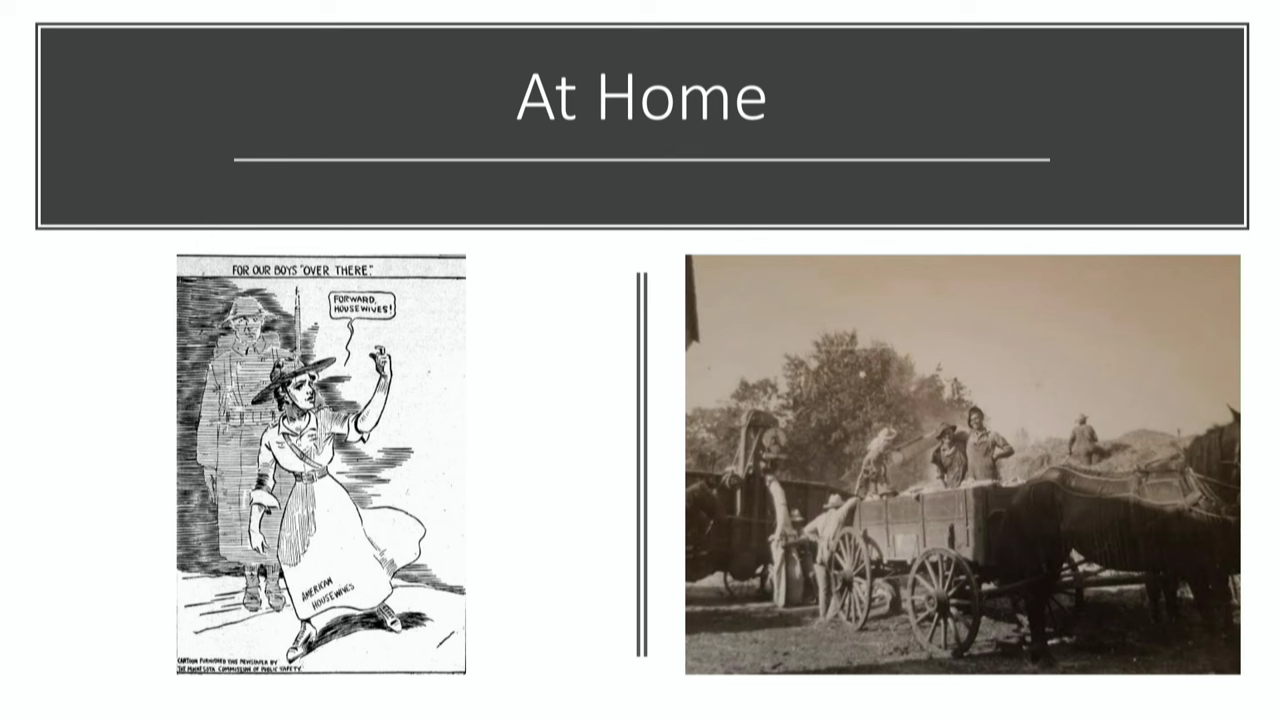 At Home
FOR OUR BOYS "OVER THERE".
FORWARD,
HOUSEWIVES!
AMERICAN
HOUSEWIVES
CARTOON FURNISHED THIS NEWSPAPER BY
THE MINNESOTA COMMISSION OF PUBLIC SAFETY.